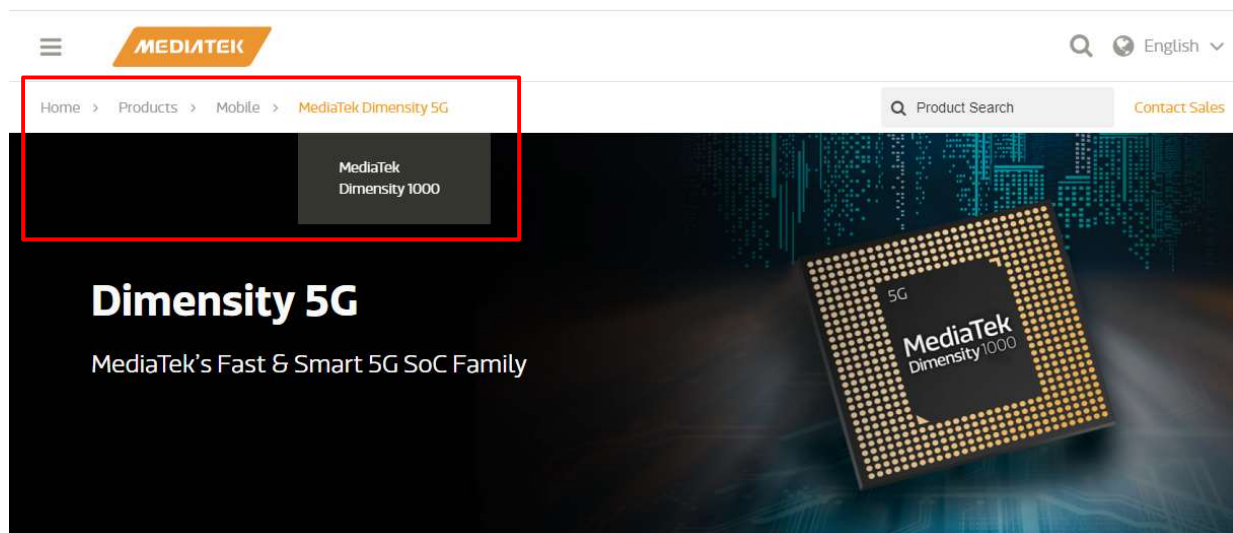 MEDIATEK
English
Home > Products > Mobile > MediaTek Dimensity 5G
Product Search
Contact Sales
MediaTek
Dimensity 1000
Dimensity 5G
MediaTek's Fast & Smart 5G SoC Family
5G
MediaTek
Dimensity 1000